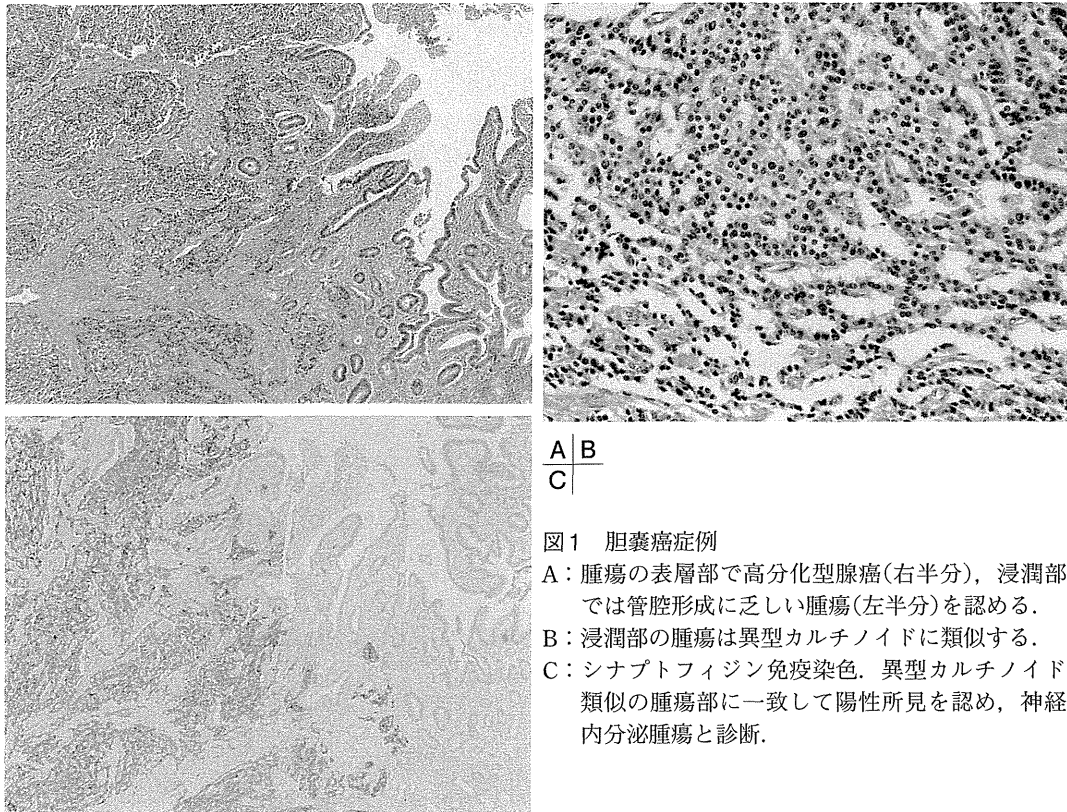 A B
C
図1 胆嚢癌症例
A：腫瘍の表層部で高分化型腺癌(右半分)，浸潤部
では管腔形成に乏しい腫瘍(左半分)を認める．
B：浸潤部の腫瘍は異型カルチノイドに類似する．
C：シナプトフィジン免疫染色．異型カルチノイド
類似の腫瘍部に一致して陽性所見を認め，神経
内分泌腫瘍と診断．